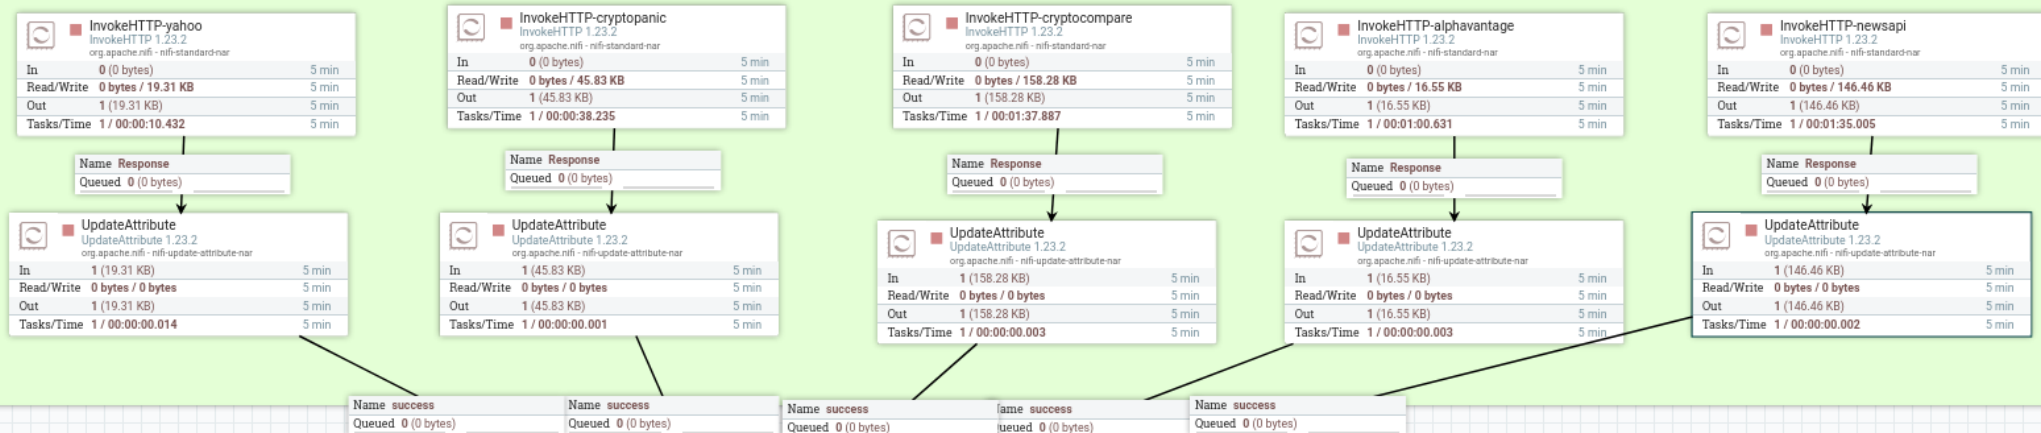 InvokeHTTP-yahoo
InvokeHTTP 1.23.2
org.apache.nifi - nifi-standard-nar
In 0 (0 bytes) 5 min
Read/Write 0 bytes / 19.31 KB 5 min
Out 1 (19.31 KB) 5 min
Tasks/Time 1 / 00:00:10.432 5 min
InvokeHTTP-cryptopanic
InvokeHTTP 1.23.2
org.apache.nifi - nifi-standard-nar
In 0 (0 bytes) 5 min
Read/Write 0 bytes / 45.83 KB 5 min
Out 1 (45.83 KB) 5 min
Tasks/Time 1 / 00:00:38.235 5 min
InvokeHTTP-cryptocompare
InvokeHTTP 1.23.2
org.apache.nifi - nifi-standard-nar
In 0 (0 bytes) 5 min
Read/Write 0 bytes / 158.28 KB 5 min
Out 1 (158.28 KB) 5 min
Tasks/Time 1 / 00:01:37.887 5 min
InvokeHTTP-alphavantage
InvokeHTTP 1.23.2
org.apache.nifi - nifi-standard-nar
In 0 (0 bytes) 5 min
Read/Write 0 bytes / 16.55 KB 5 min
Out 1 (16.55 KB) 5 min
Tasks/Time 1 / 00:01:00.631 5 min
InvokeHTTP-newsapi
InvokeHTTP 1.23.2
org.apache.nifi - nifi-standard-nar
In 0 (0 bytes) 5 min
Read/Write 0 bytes / 146.46 KB 5 min
Out 1 (146.46 KB) 5 min
Tasks/Time 1 / 00:01:35.005 5 min
Name Response
Queued 0 (0 bytes)
Name Response
Queued 0 (0 bytes)
Name Response
Queued 0 (0 bytes)
Name Response
Queued 0 (0 bytes)
Name Response
Queued 0 (0 bytes)
UpdateAttribute
UpdateAttribute 1.23.2
org.apache.nifi - nifi-update-attribute-nar
In 1 (19.31 KB) 5 min
Read/Write 0 bytes / 0 bytes 5 min
Out 1 (19.31 KB) 5 min
Tasks/Time 1 / 00:00:00.014 5 min
UpdateAttribute
UpdateAttribute 1.23.2
org.apache.nifi - nifi-update-attribute-nar
In 1 (45.83 KB) 5 min
Read/Write 0 bytes / 0 bytes 5 min
Out 1 (45.83 KB) 5 min
Tasks/Time 1 / 00:00:00.001 5 min
UpdateAttribute
UpdateAttribute 1.23.2
org.apache.nifi - nifi-update-attribute-nar
In 1 (158.28 KB) 5 min
Read/Write 0 bytes / 0 bytes 5 min
Out 1 (158.28 KB) 5 min
Tasks/Time 1 / 00:00:00.003 5 min
UpdateAttribute
UpdateAttribute 1.23.2
org.apache.nifi - nifi-update-attribute-nar
In 1 (16.55 KB) 5 min
Read/Write 0 bytes / 0 bytes 5 min
Out 1 (16.55 KB) 5 min
Tasks/Time 1 / 00:00:00.003 5 min
UpdateAttribute
UpdateAttribute 1.23.2
org.apache.nifi - nifi-update-attribute-nar
In 1 (146.46 KB) 5 min
Read/Write 0 bytes / 0 bytes 5 min
Out 1 (146.46 KB) 5 min
Tasks/Time 1 / 00:00:00.002 5 min
Name success
Queued 0 (0 bytes)
Name success
Queued 0 (0 bytes)
Name success
Queued 0 (0 bytes)
ame success
ueued 0 (0 bytes)
Name success
Queued 0 (0 bytes)